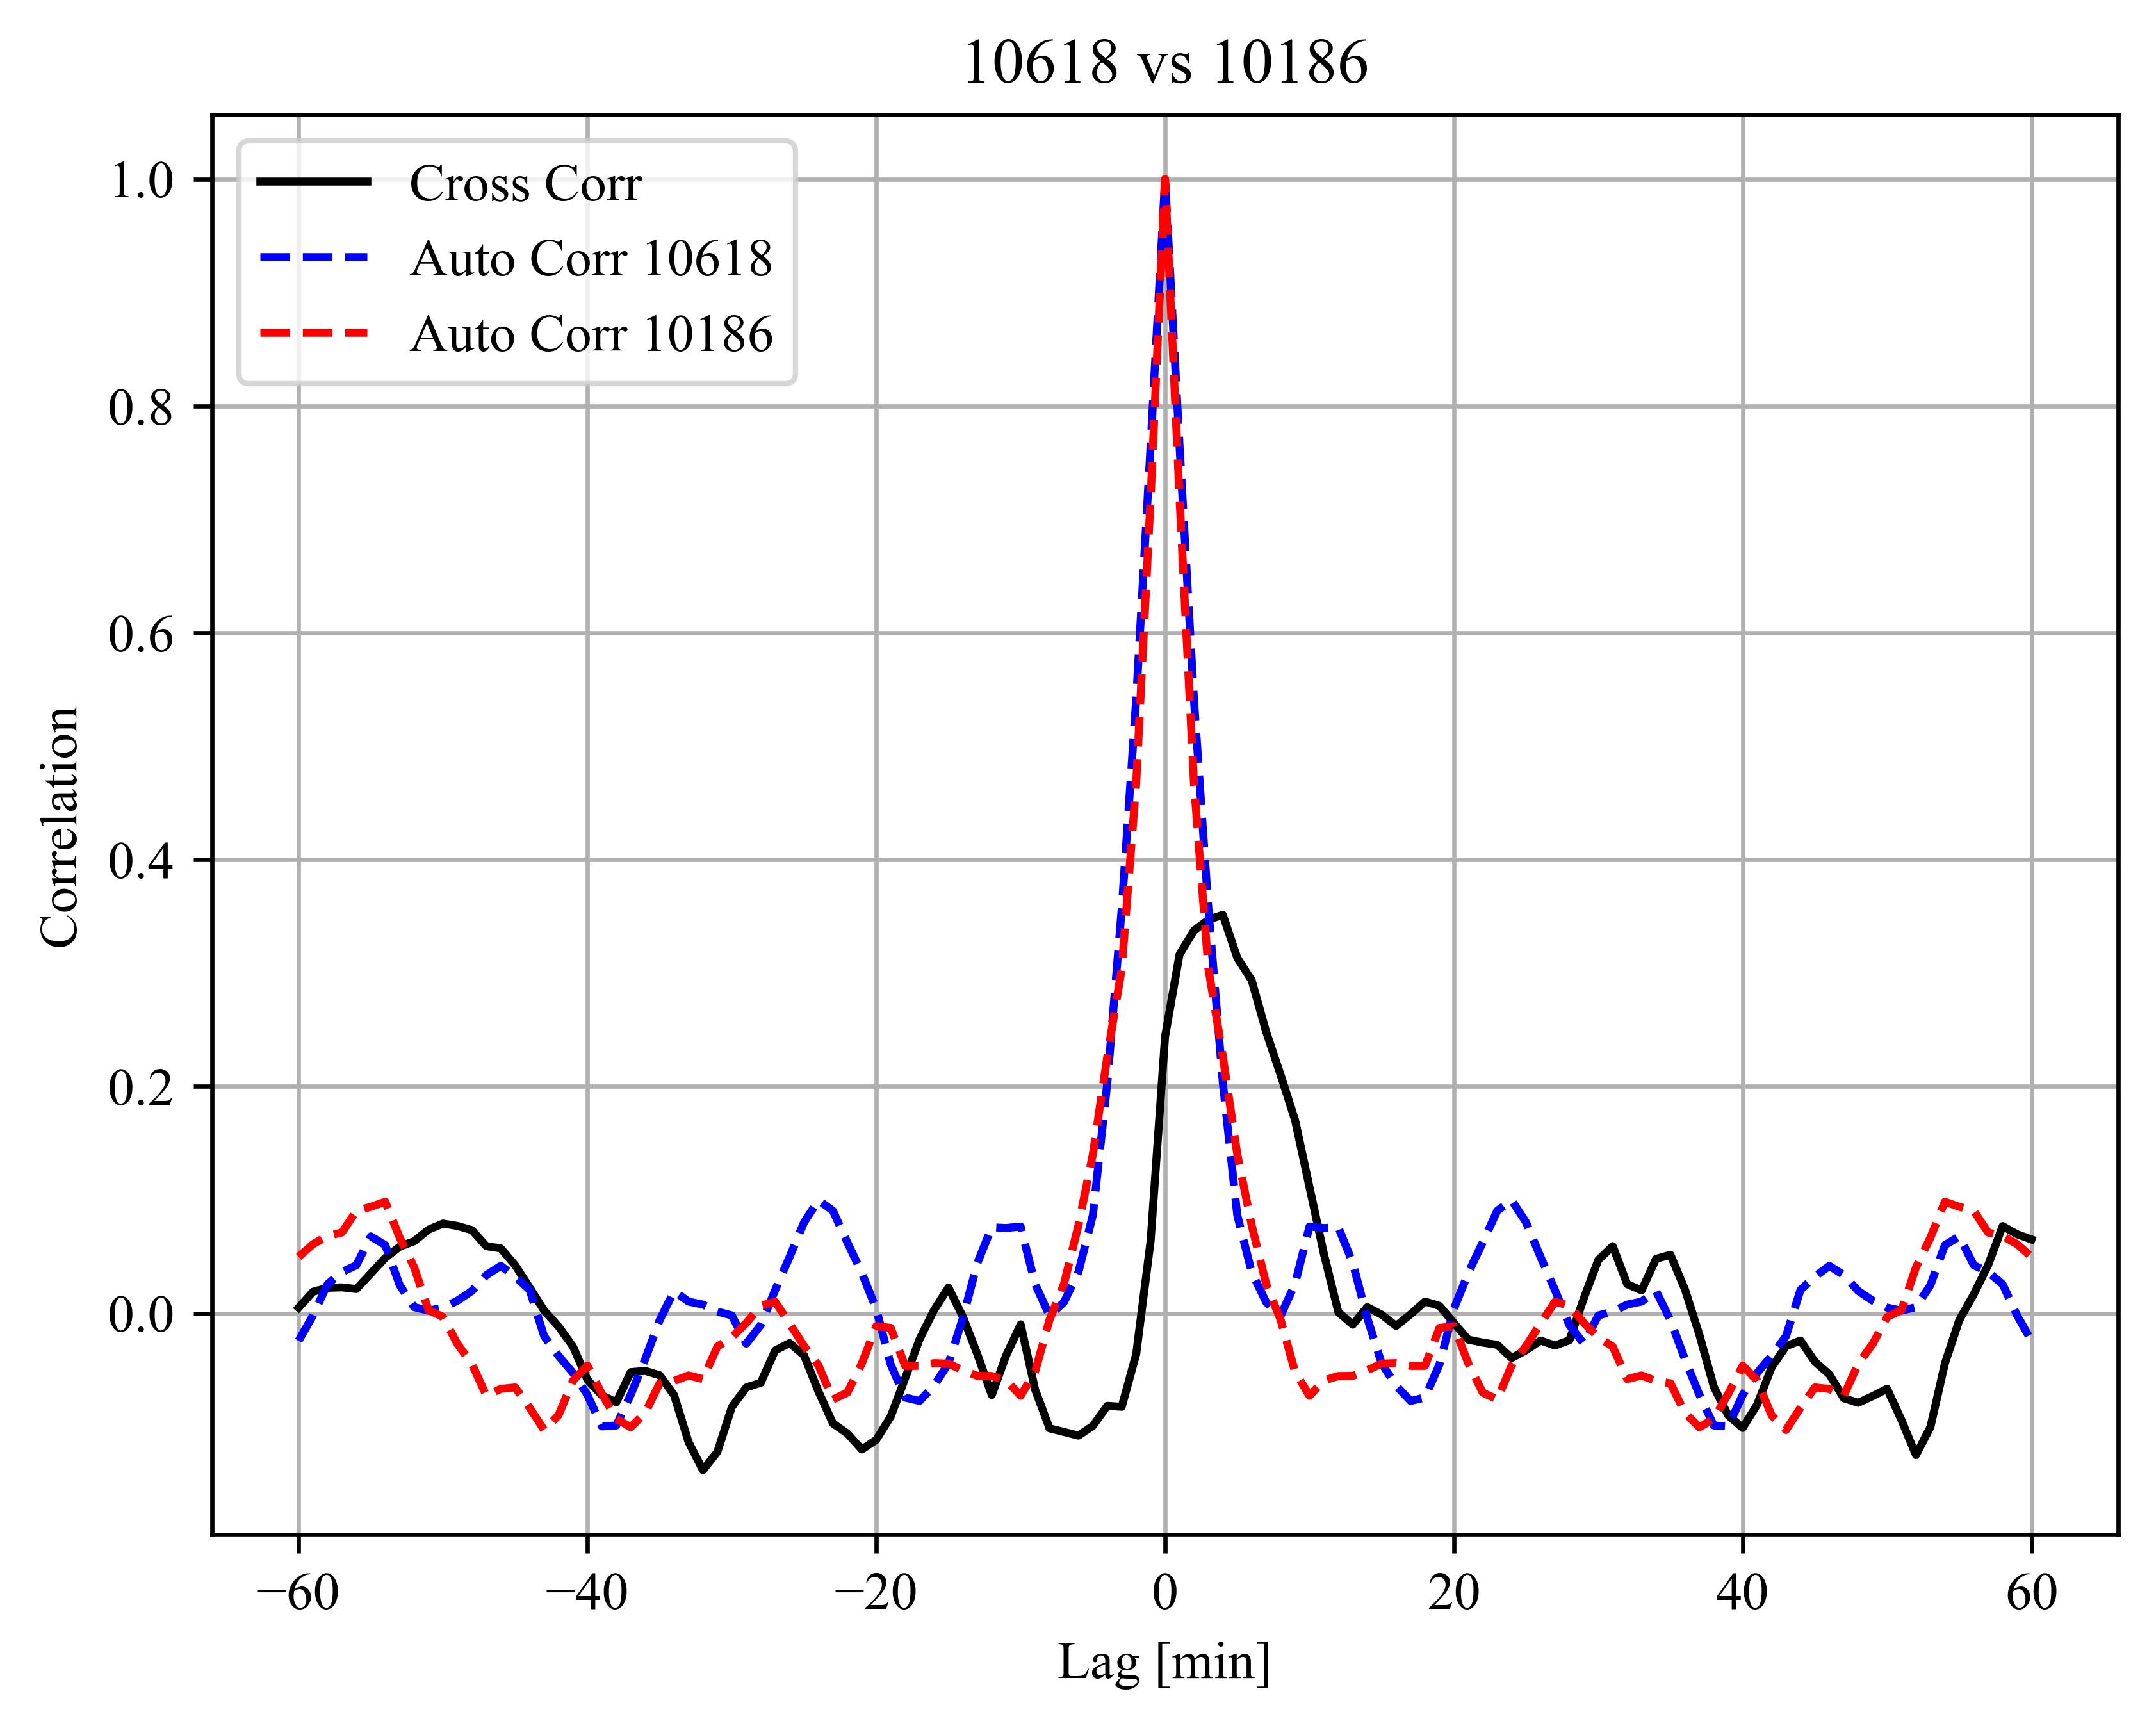 10618 vs 10186
Cross Corr
Auto Corr 10618
Auto Corr 10186
1.0
0.8
0.6
0.4
0.2
0.0
Correlation
−60 −40 −20 0 20 40 60
Lag [min]